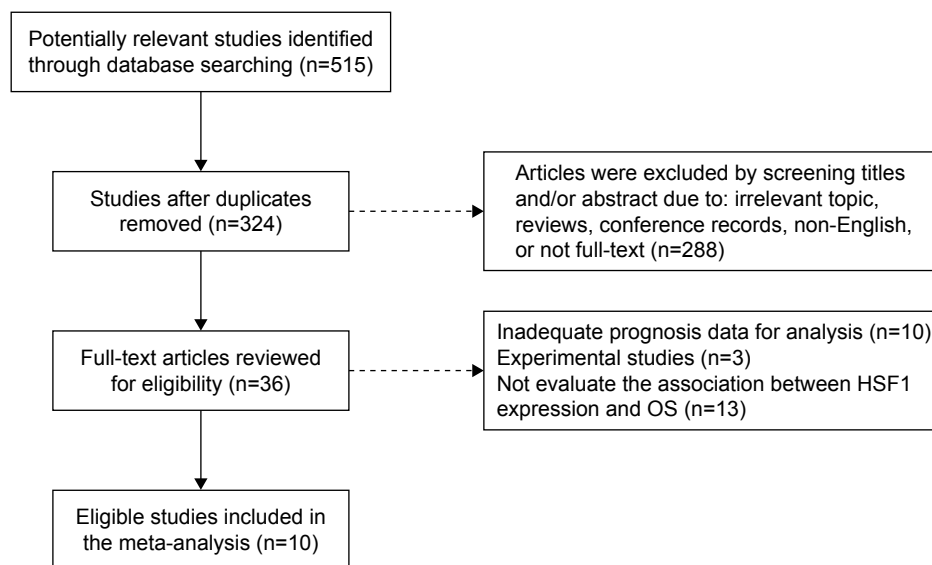 Potentially relevant studies identified
through database searching (n=515)
Studies after duplicates
removed (n=324)
Articles were excluded by screening titles
and/or abstract due to: irrelevant topic,
reviews, conference records, non-English,
or not full-text (n=288)
Full-text articles reviewed
for eligibility (n=36)
Inadequate prognosis data for analysis (n=10)
Experimental studies (n=3)
Not evaluate the association between HSF1
expression and OS (n=13)
Eligible studies included in
the meta-analysis (n=10)